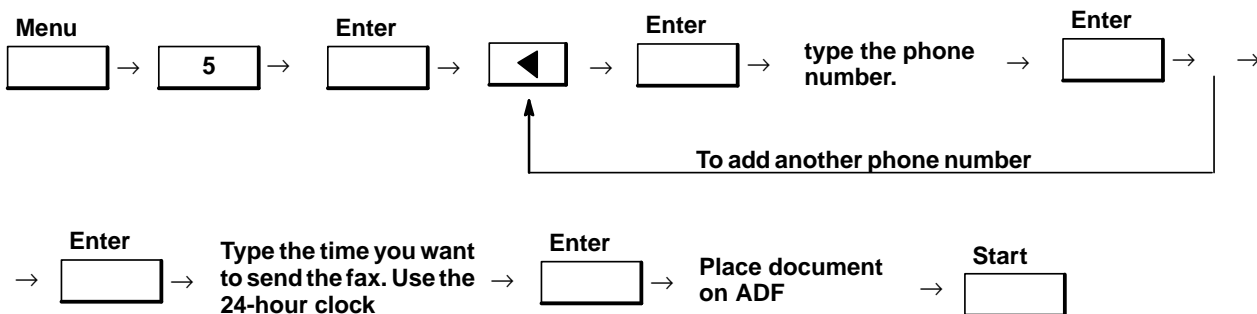 Menu
Enter
Enter
Enter
5
type the phone
number.
To add another phone number
Enter
Type the time you want
to send the fax. Use the
24-hour clock
Enter
Place document
on ADF
Start